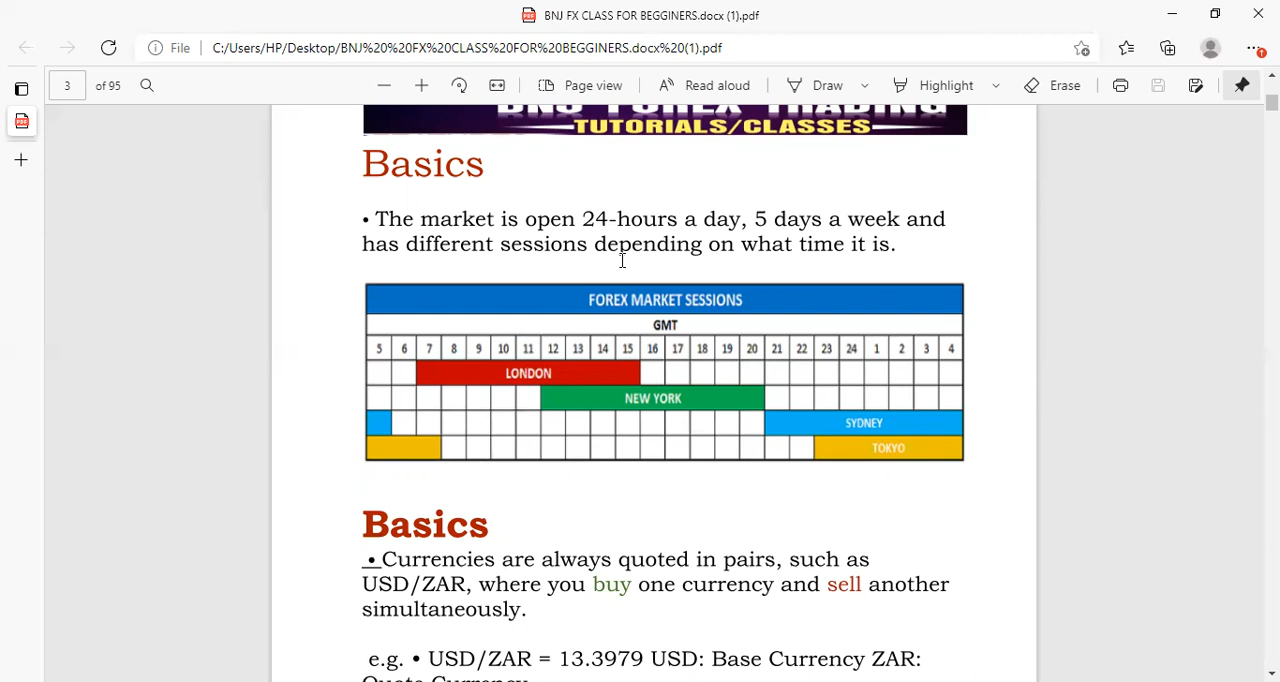 BNJ FX CLASS FOR BEGGINERS.docx (1).pdf
File C:/Users/HP/Desktop/BNJ%20%20FX%20CLASS%20FOR%20BEGGINERS.docx%20(1).pdf
3 of 95 Page view Read aloud Draw Highlight Erase
BNJ FOREX TRADING
TUTORIALS/CLASSES
Basics
• The market is open 24-hours a day, 5 days a week and
has different sessions depending on what time it is.
FOREX MARKET SESSIONS
GMT
5 6 7 8 9 10 11 12 13 14 15 16 17 18 19 20 21 22 23 24 1 2 3 4
LONDON
NEW YORK
SYDNEY
TOKYO
Basics
• Currencies are always quoted in pairs, such as
USD/ZAR, where you buy one currency and sell another
simultaneously.
e.g. • USD/ZAR = 13.3979 USD: Base Currency ZAR:
Quote Currency